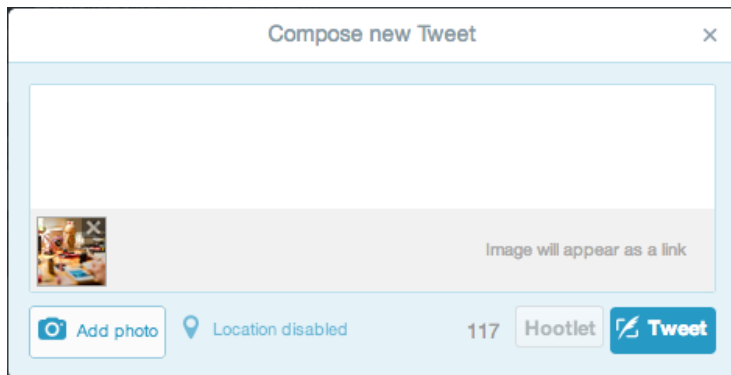 Compose new Tweet
Image will appear as a link
Add photo
Location disabled
117
Hootlet
Tweet